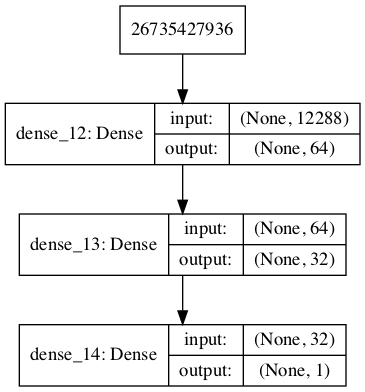 26735427936
dense_12: Dense
input: (None, 12288)
output: (None, 64)
dense_13: Dense
input: (None, 64)
output: (None, 32)
dense_14: Dense
input: (None, 32)
output: (None, 1)